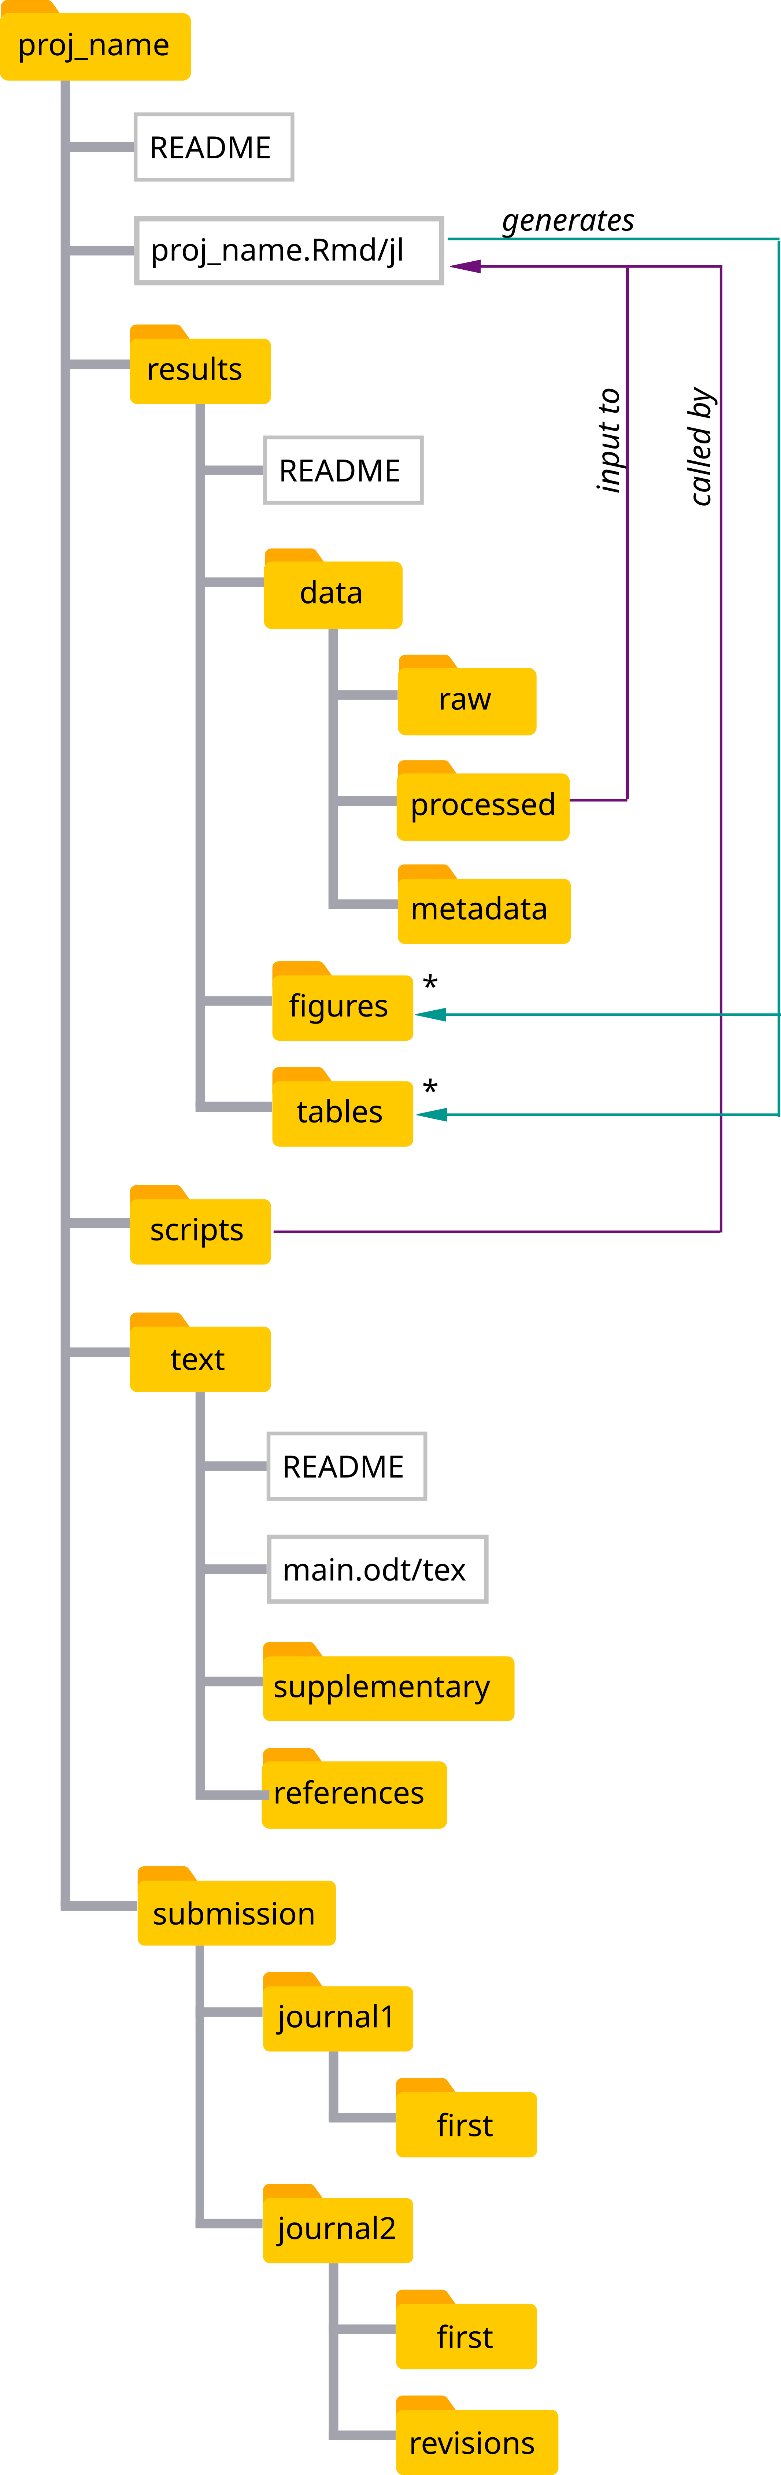 proj_name
README
generates
proj_name.Rmd/jl
results
input to
called by
README
data
raw
processed
metadata
*
figures
*
tables
scripts
text
README
main.odt/tex
supplementary
references
submission
journal1
first
journal2
first
revisions